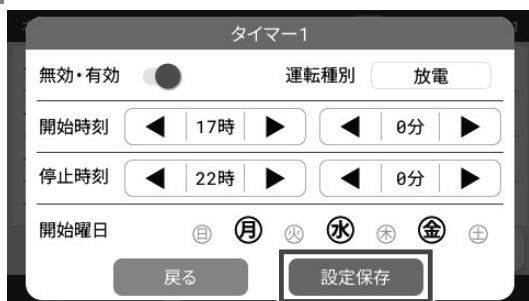 タイマー1
無効・有効 運転種別 放電
開始時刻 ◀ 17時 ▶ ◀ 0分 ▶
停止時刻 ◀ 22時 ▶ ◀ 0分 ▶
開始曜日 ㊐ ㊊ ㊋ ㊌ ㊍ ㊎ ㊏
戻る 設定保存